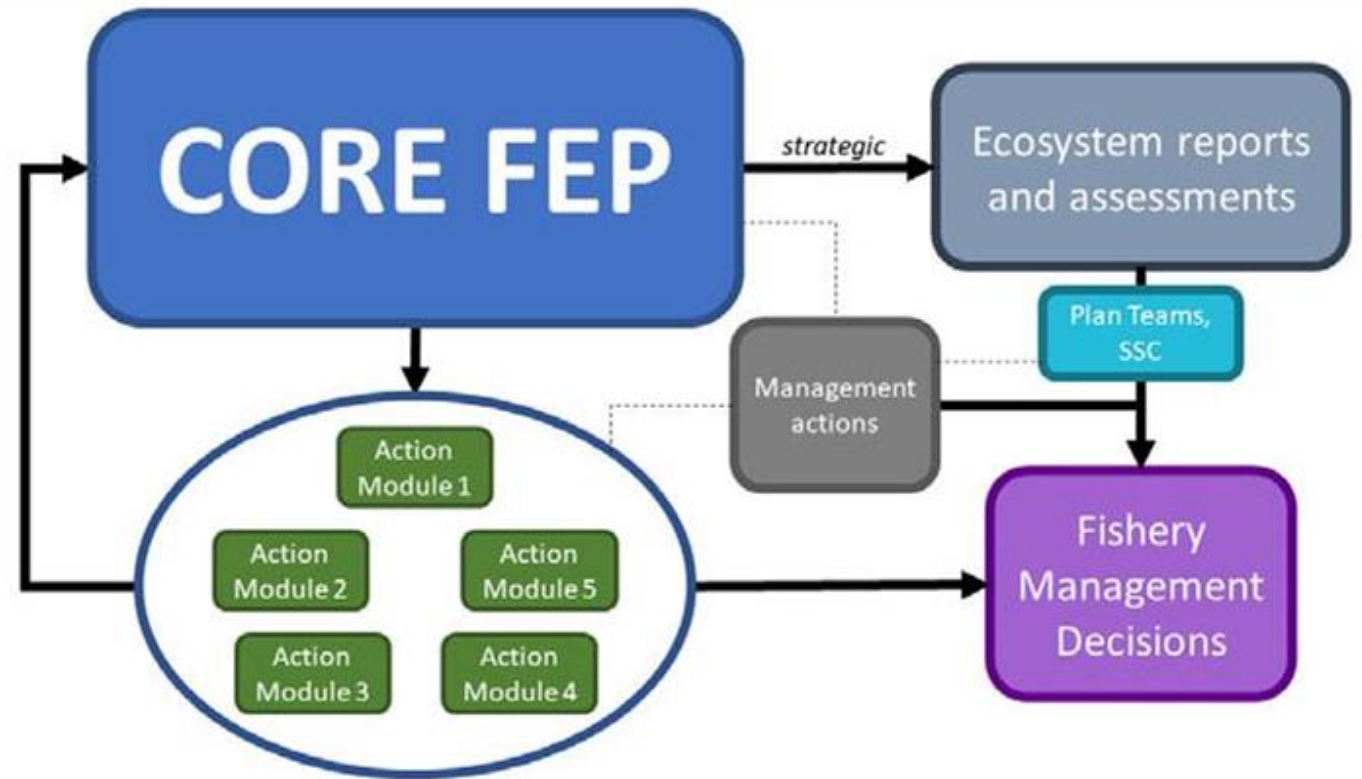 CORE FEP
strategic
Ecosystem reports
and assessments
Plan Teams,
SSC
Management
actions
Action
Module 1
Action
Module 2
Action
Module 5
Action
Module 3
Action
Module 4
Fishery
Management
Decisions